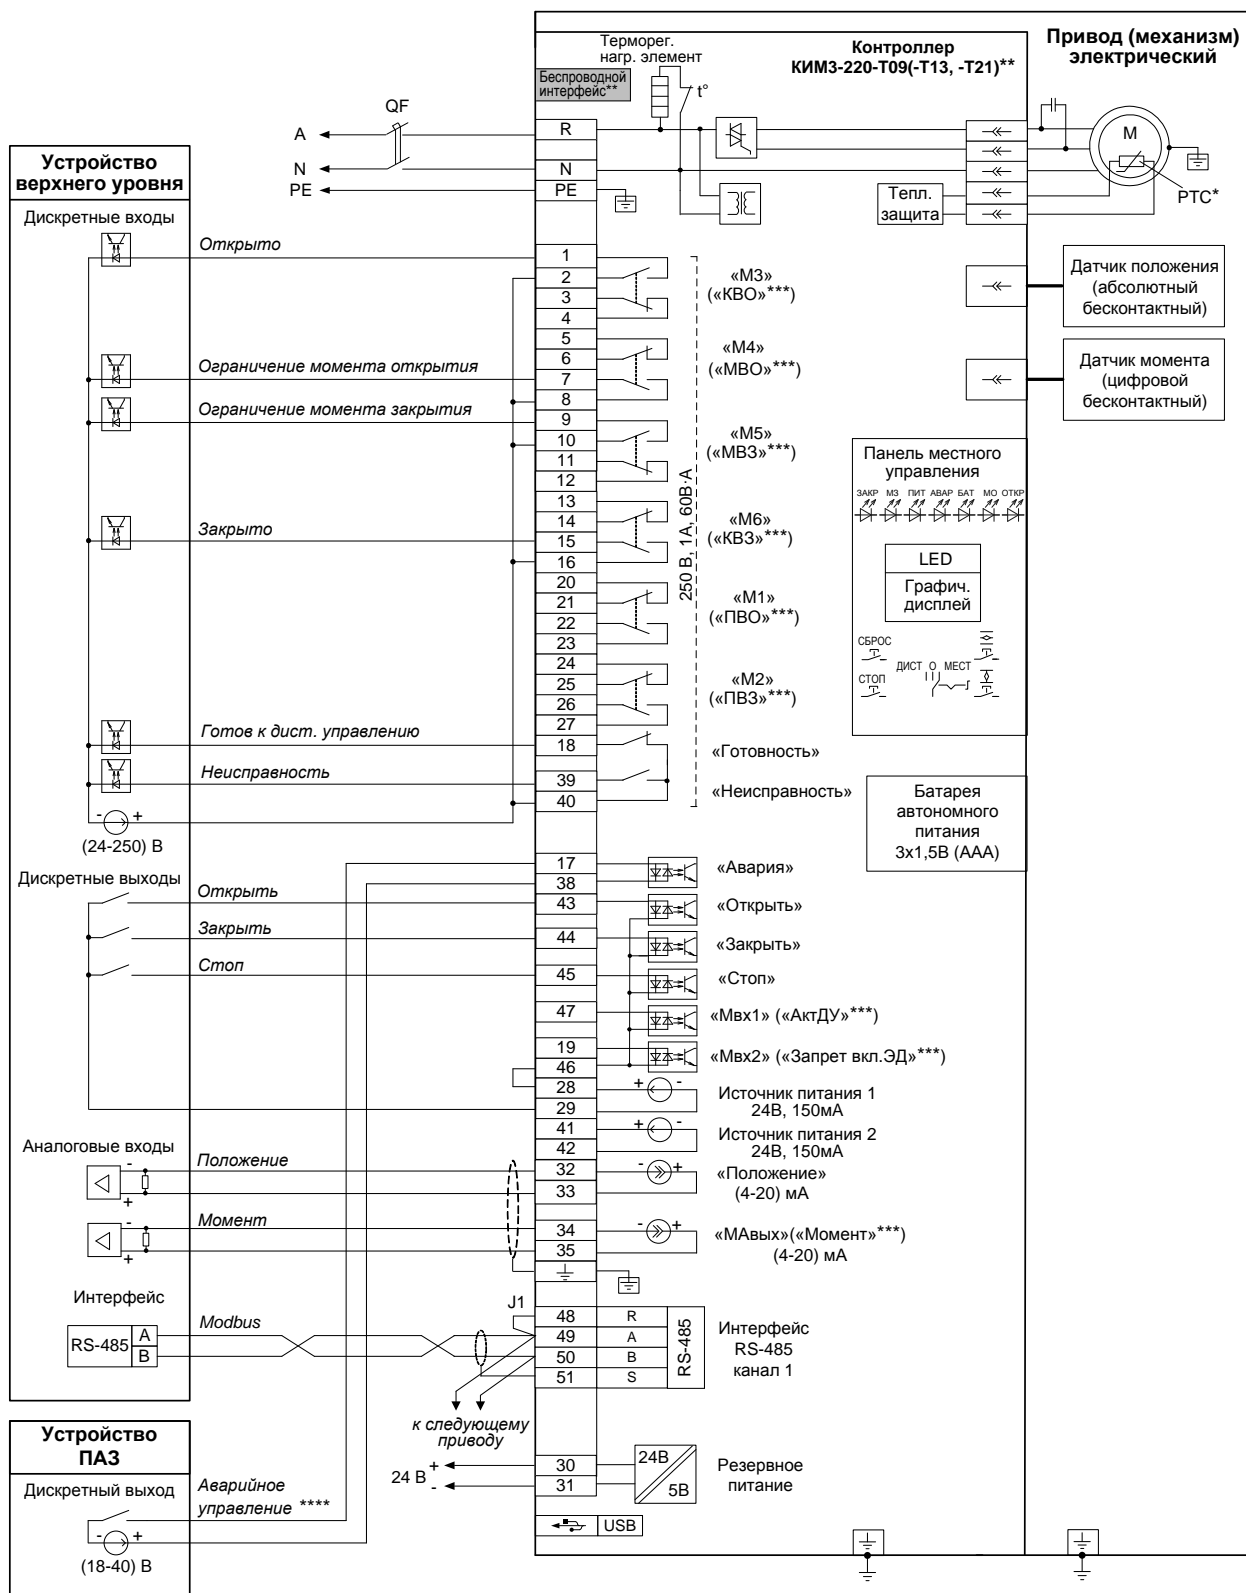 Привод (механизм)
электрический
Контроллер
КИМ3-220-Т09(-Т13, -Т21)**
Терморег.
нагр. элемент
Беспроводной
интерфейс**
t°
QF
A
N
PE
R
N
PE
M
PTC*
Тепл.
защита
Устройство
верхнего уровня
Дискретные входы
Открыто
1
2
3
4
«М3»
(«КВО»***)
Датчик положения
(абсолютный
бесконтактный)
5
6
7
8
«М4»
(«МВО»***)
Ограничение момента открытия
Датчик момента
(цифровой
бесконтактный)
Ограничение момента закрытия
9
10
11
12
«М5»
(«МВЗ»***)
250 В, 1А, 60В·А
Панель местного
управления
ЗАКР МЗ ПИТ АВАР БАТ МО ОТКР
Закрыто
13
14
15
16
«М6»
(«КВЗ»***)
LED
Графич.
дисплей
20
21
22
23
«М1»
(«ПВО»***)
СБРОС
СТОП
ДИСТ О МЕСТ
24
25
26
27
«М2»
(«ПВЗ»***)
Готов к дист. управлению
18
«Готовность»
Неисправность
39
40
«Неисправность»
- +
(24-250) В
Батарея
автономного
питания
3х1,5В (ААА)
Дискретные выходы
17
38
«Авария»
Открыть
43
«Открыть»
Закрыть
44
«Закрыть»
Стоп
45
«Стоп»
47
«Мвх1» («АктДУ»***)
19
46
«Мвх2» («Запрет вкл.ЭД»***)
28
29
+ -
Источник питания 1
24В, 150мА
41
42
+ -
Источник питания 2
24В, 150мА
Аналоговые входы
- +
Положение
32
33
- +
«Положение»
(4-20) мА
- +
Момент
34
35
- +
«МАвых»(«Момент»***)
(4-20) мА
Интерфейс
RS-485
A
B
Modbus
J1
48 R
49 A
50 B
51 S
RS-485
Интерфейс
RS-485
канал 1
к следующему
приводу
24 В
+
-
30
31
24В
5В
Резервное
питание
USB
Устройство
ПАЗ
Дискретный выход
Аварийное
управление ****
- +
(18-40) В